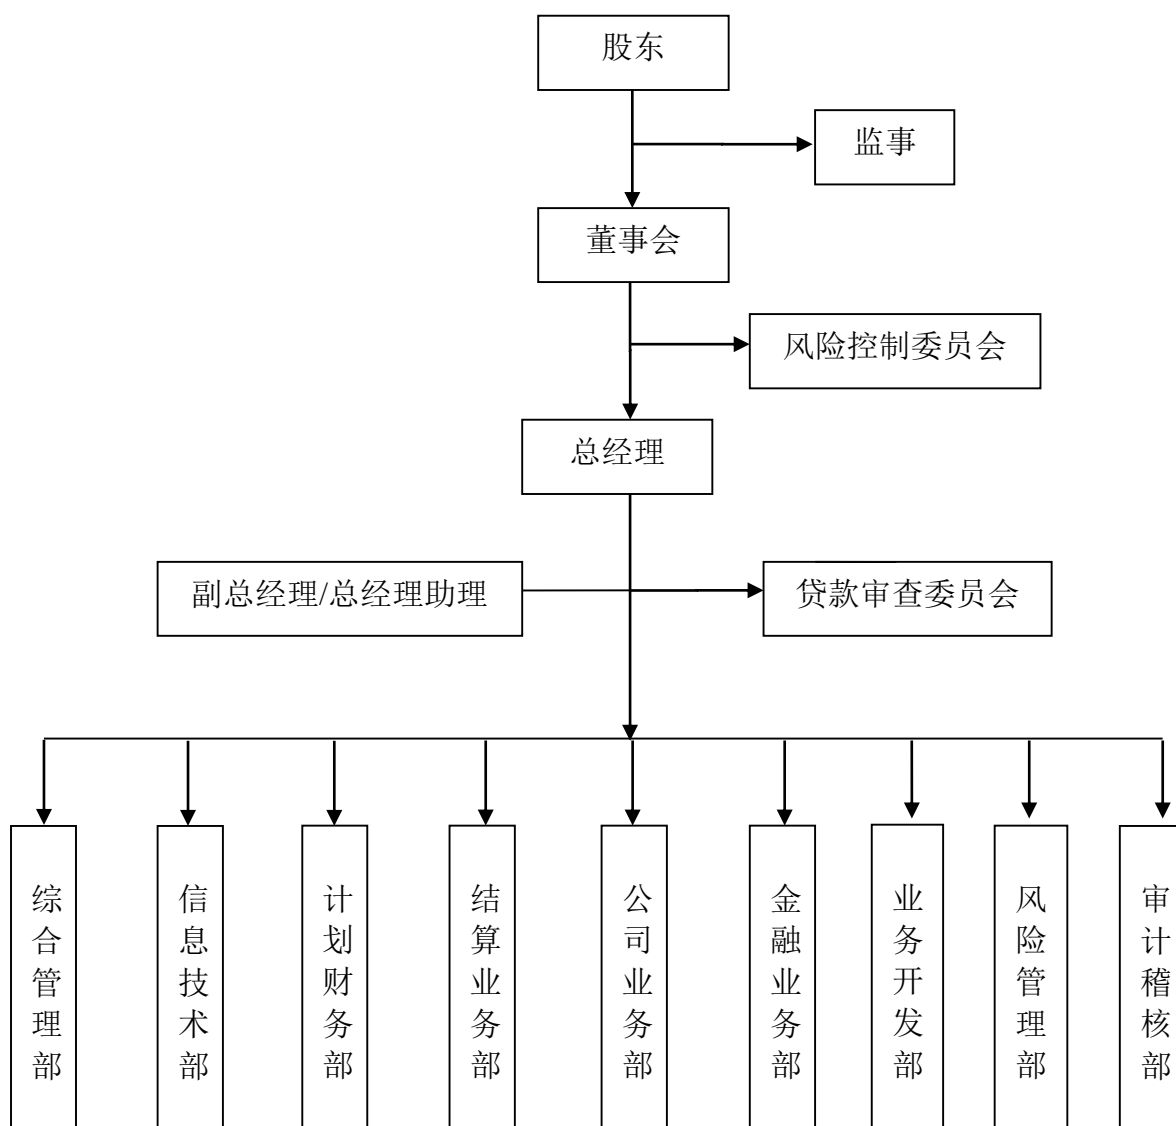 股东
监事
董事会
风险控制委员会
总经理
副总经理/总经理助理
贷款审查委员会
综合管理部
信息技术部
计划财务部
结算业务部
公司业务部
金融业务部
业务开发部
风险管理部
审计稽核部